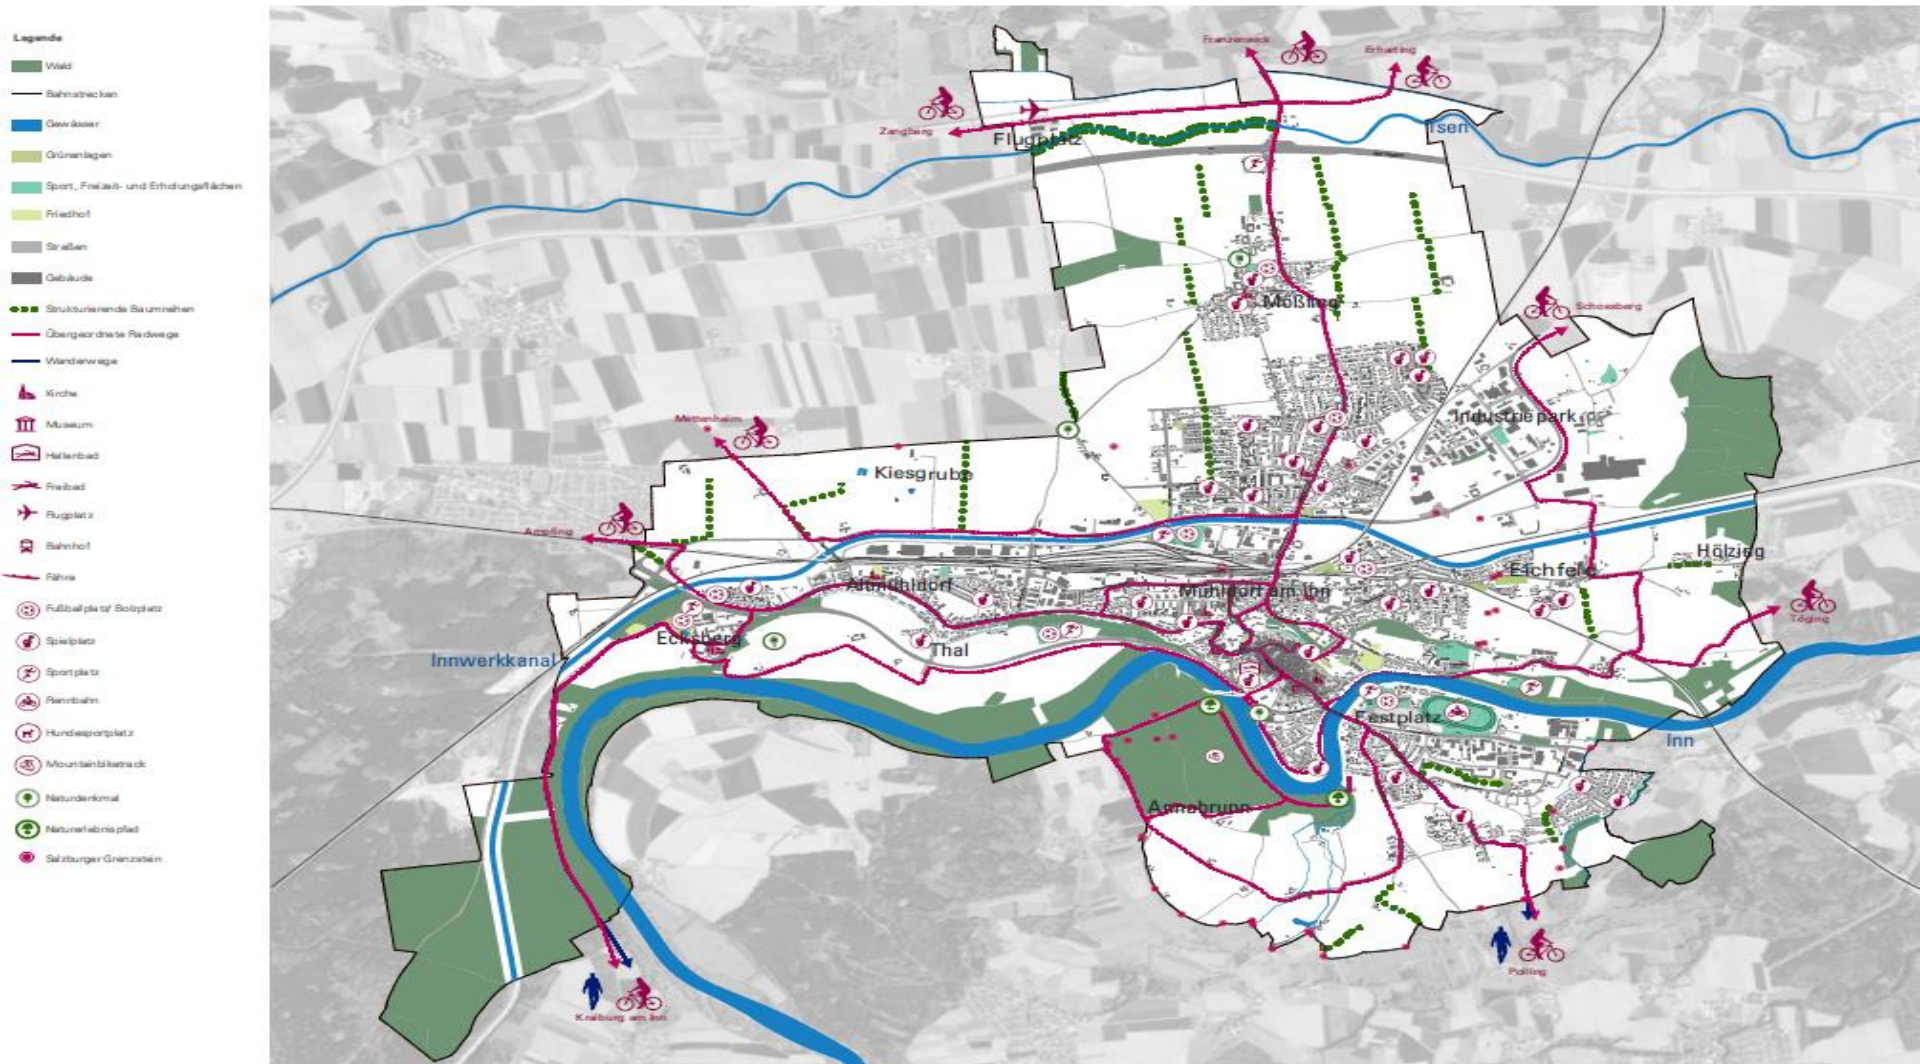 Legende
Wald
Bahnstrecken
Gewässer
Grünanlagen
Sport, Freizeit- und Erholungsflächen
Friedhof
Straßen
Gebäude
Strukturierende Baumreihen
Übergeordnete Radwege
Wanderwege
Kirche
Museum
Hallenbad
Freibad
Flugplatz
Bahnhof
Fähre
Fußballplatz/ Bolzplatz
Spielplatz
Sportplatz
Rennbahn
Hundesportplatz
Mountainbiketrack
Naturdenkmal
Naturerlebnispfad
Salzburger Grenzstein
Erharting
Zangberg
Flugplatz
Isen
Mößling
Schossberg
Mettenheim
Industriepark
Kiesgrube
Ampfing
Hölzing
Eichfeld
Altmühldorf
Mühldorf am Inn
Töging
Ecksberg
Thal
Innwerkkanal
Festplatz
Inn
Annabrunn
Polling
Kraiburg am Inn